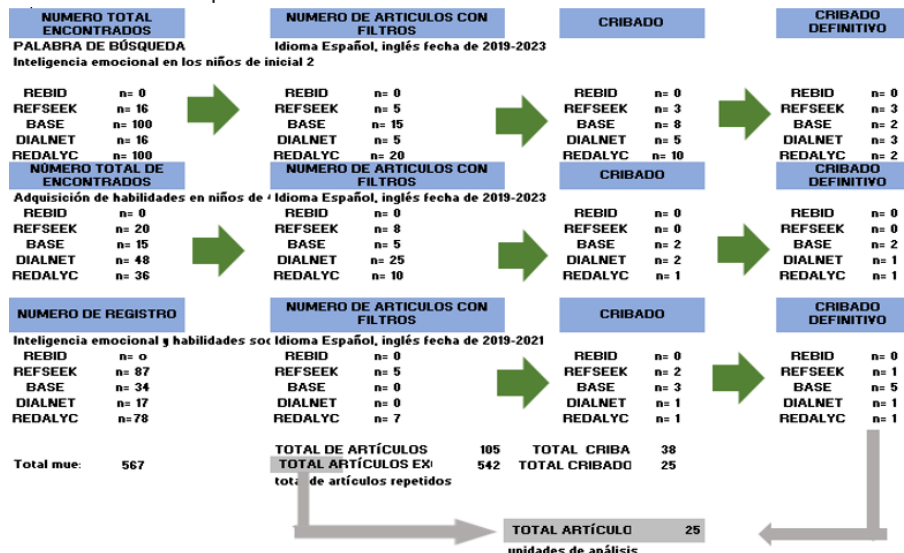 NUMERO TOTAL ENCONTRADOS
NUMERO DE ARTICULOS CON FILTROS
CRIBADO
CRIBADO DEFINITIVO
PALABRA DE BÚSQUEDA
Idioma Español, inglés fecha de 2019-2023
Inteligencia emocional en los niños de inicial 2
REBID n= 0 REBID n= 0 REBID n= 0 REBID n= 0
REFSEEK n= 16 REFSEEK n= 5 REFSEEK n= 3 REFSEEK n= 3
BASE n= 100 BASE n= 15 BASE n= 8 BASE n= 2
DIALNET n= 16 DIALNET n= 5 DIALNET n= 5 DIALNET n= 3
REDALYC n= 100 REDALYC n= 20 REDALYC n= 10 REDALYC n= 2
NÚMERO TOTAL DE ENCONTRADOS
NUMERO DE ARTICULOS CON FILTROS
CRIBADO
CRIBADO DEFINITIVO
Adquisición de habilidades en niños de Idioma Español, inglés fecha de 2019-2023
REBID n= 0 REBID n= 0 REBID n= 0 REBID n= 0
REFSEEK n= 20 REFSEEK n= 8 REFSEEK n= 0 REFSEEK n= 0
BASE n= 15 BASE n= 5 BASE n= 2 BASE n= 2
DIALNET n= 48 DIALNET n= 25 DIALNET n= 2 DIALNET n= 1
REDALYC n= 36 REDALYC n= 10 REDALYC n= 1 REDALYC n= 1
NUMERO DE REGISTRO
NUMERO DE ARTICULOS CON FILTROS
CRIBADO
CRIBADO DEFINITIVO
Inteligencia emocional y habilidades soc Idioma Español, inglés fecha de 2019-2021
REBID n= o REBID n= 0 REBID n= 0 REBID n= 0
REFSEEK n= 87 REFSEEK n= 5 REFSEEK n= 2 REFSEEK n= 1
BASE n= 34 BASE n= 0 BASE n= 3 BASE n= 5
DIALNET n= 17 DIALNET n= 0 DIALNET n= 1 DIALNET n= 1
REDALYC n=78 REDALYC n= 7 REDALYC n= 1 REDALYC n= 1
TOTAL DE ARTÍCULOS 105 TOTAL CRIBA 38
Total mue: 567 TOTAL ARTÍCULOS EX 542 TOTAL CRIBADO 25
total de artículos repetidos
TOTAL ARTÍCULO 25
unidades de análisis